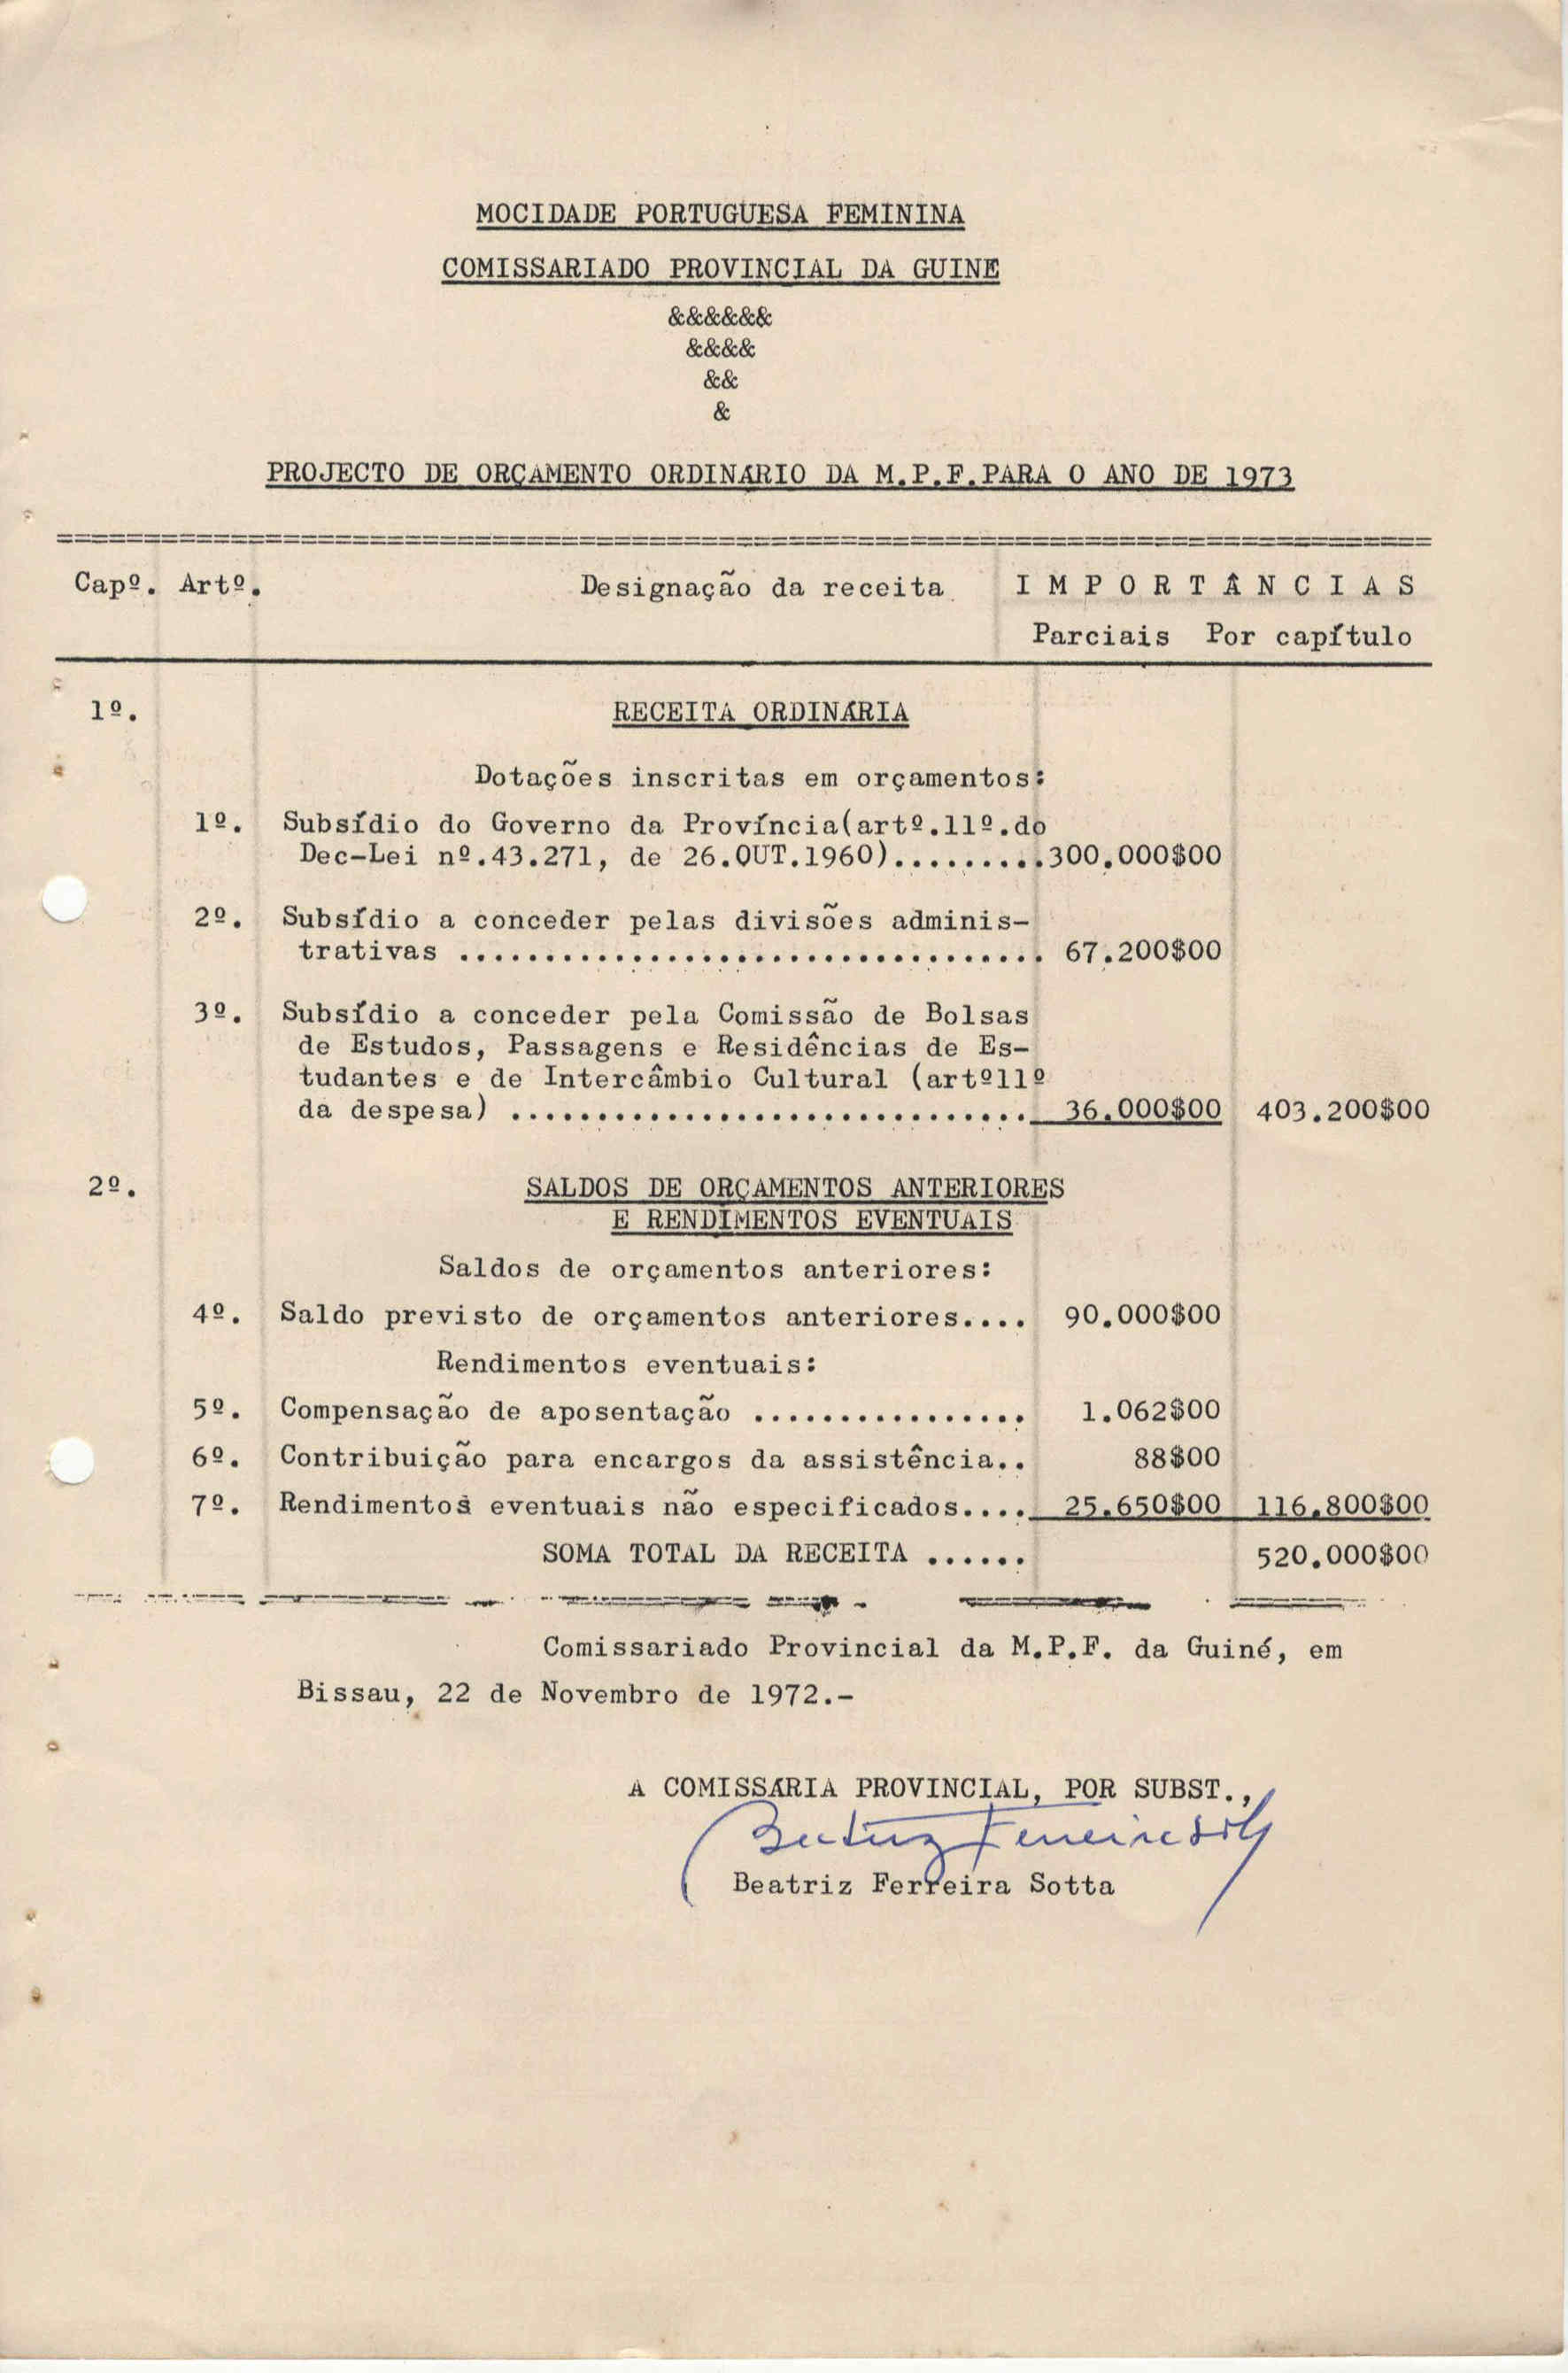 MOCIDADE PORTUGUESA FEMININA
COMISSARIADO PROVINCIAL DA GUINE
&&&&&&
&&&&
&&
&
PROJECTO DE ORÇAMENTO ORDINARIO DA M.P.F.PARA O ANO DE 1973
Capº. Artº. Designação da receita I M P O R T Â N C I A S
Parciais Por capítulo
1º. RECEITA ORDINÁRIA
Dotações inscritas em orçamentos:
1º. Subsídio do Governo da Província(artº.11º.do
Dec-Lei nº.43.271, de 26.OUT.1960).........300.000$00
2º. Subsídio a conceder pelas divisões adminis-
trativas .................................. 67.200$00
3º. Subsídio a conceder pela Comissão de Bolsas
de Estudos, Passagens e Residências de Es-
tudantes e de Intercâmbio Cultural (artº11º
da despesa) .............................. 36.000$00 403.200$00
2º. SALDOS DE ORÇAMENTOS ANTERIORES
E RENDIMENTOS EVENTUAIS
Saldos de orçamentos anteriores:
4º. Saldo previsto de orçamentos anteriores.... 90.000$00
Rendimentos eventuais:
5º. Compensação de aposentação ................ 1.062$00
6º. Contribuição para encargos da assistência.. 88$00
7º. Rendimentos eventuais não especificados.... 25.650$00 116.800$00
SOMA TOTAL DA RECEITA ...... 520.000$00
Comissariado Provincial da M.P.F. da Guiné, em
Bissau, 22 de Novembro de 1972.-
A COMISSÁRIA PROVINCIAL, POR SUBST.,
Beatriz Ferreira Sotta
Beatriz Ferreira Sotta